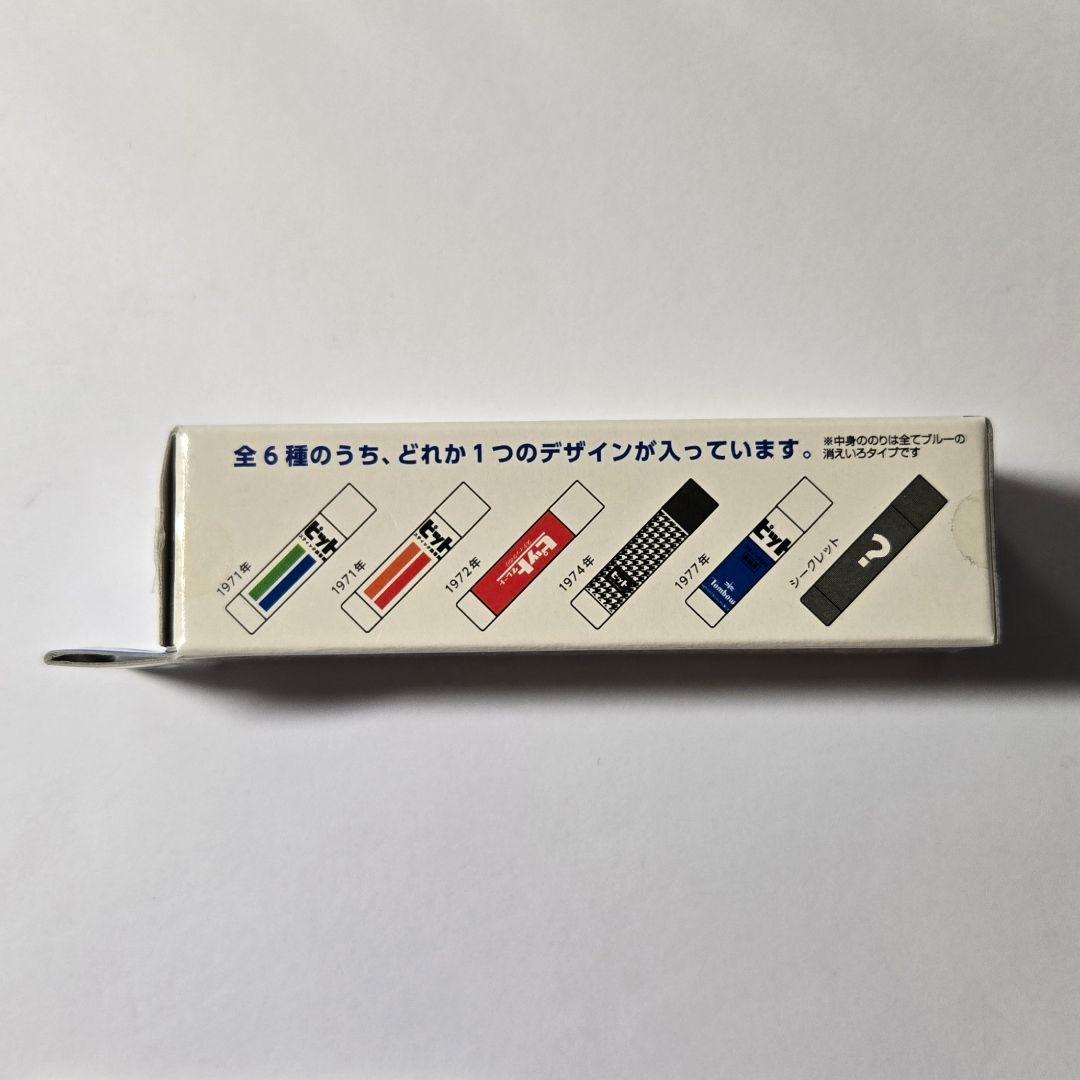 全6種のうち、どれか1つのデザインが入っています。
※中身ののりは全てブルーの
消えいろタイプです
1971年
ピット
1971年
ピット
1972年
ピット
1974年
ピット
1977年
ピット
Tombow
シークレット
?